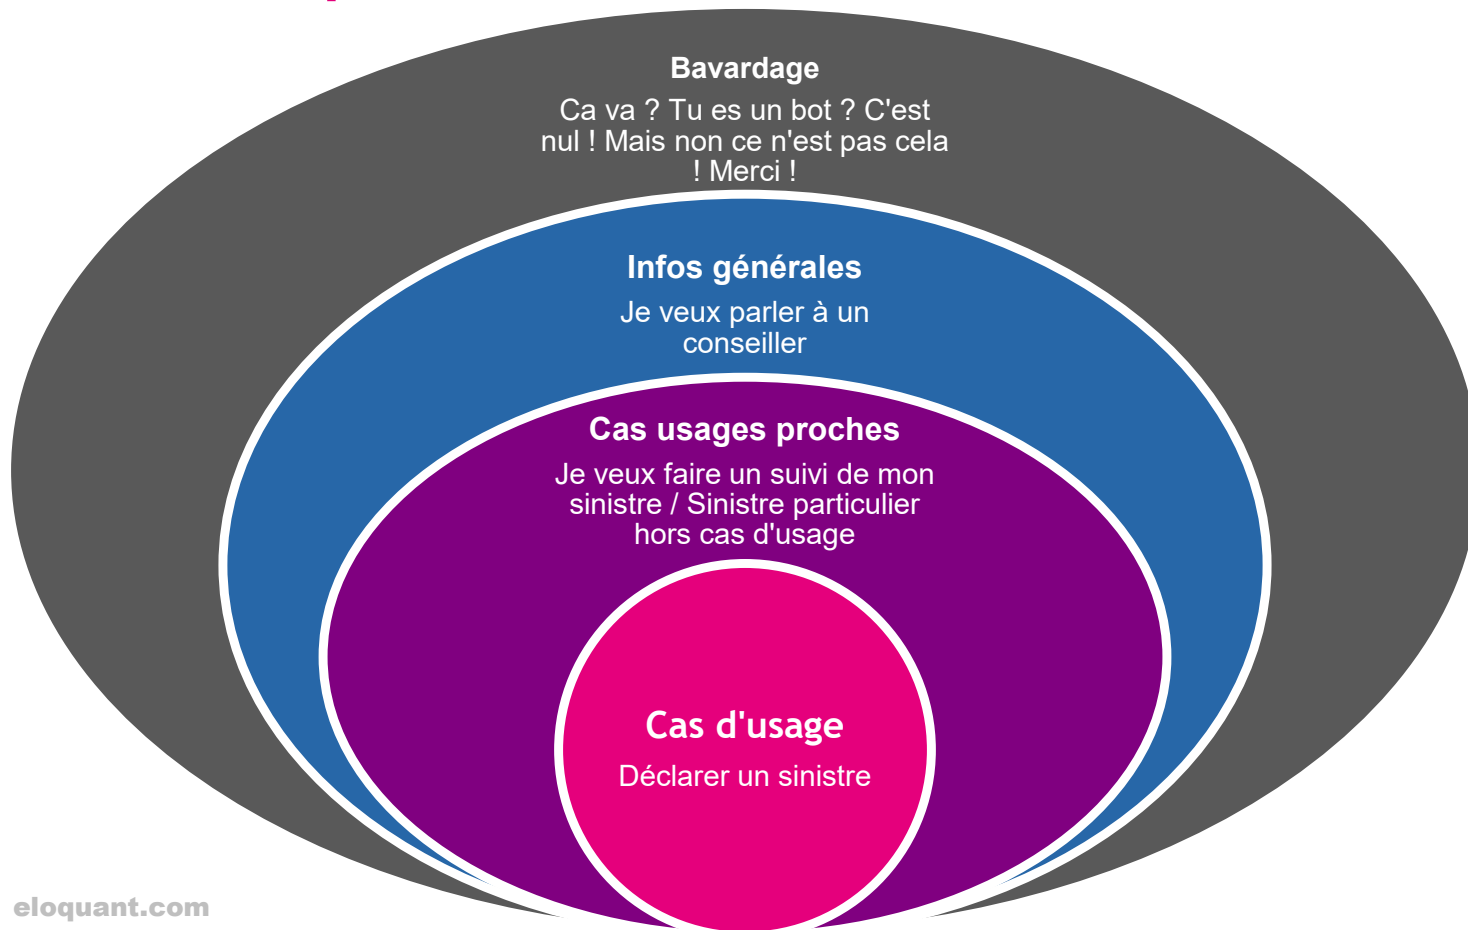 Bavardage
Ca va ? Tu es un bot ? C'est
nul ! Mais non ce n'est pas cela
! Merci !
Infos générales
Je veux parler à un
conseiller
Cas usages proches
Je veux faire un suivi de mon
sinistre / Sinistre particulier
hors cas d'usage
Cas d'usage
Déclarer un sinistre
eloquant.com